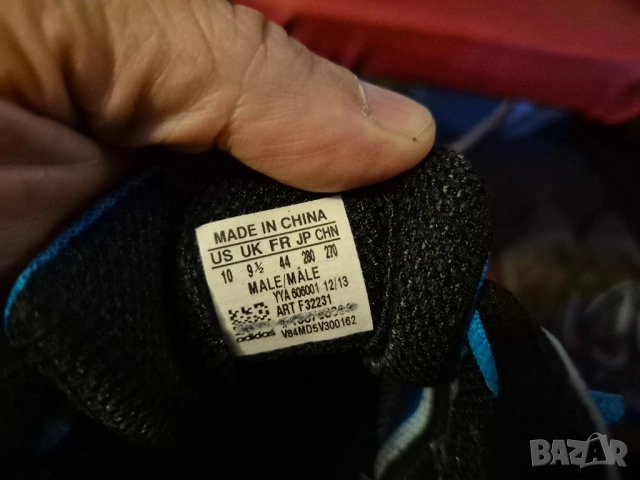 MADE IN CHINA
US UK FR JP CHN
10 9½ 44 280 270
MALE/MÂLE
YYA 606001 12/13
ART F32231
adidas V84MD5V300162
BAZAR